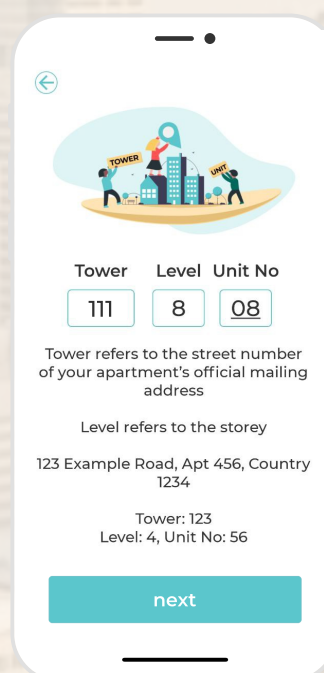 TOWER
UNIT
Tower Level Unit No
111 8 08
Tower refers to the street number
of your apartment's official mailing
address
Level refers to the storey
123 Example Road, Apt 456, Country
1234
Tower: 123
Level: 4, Unit No: 56
next